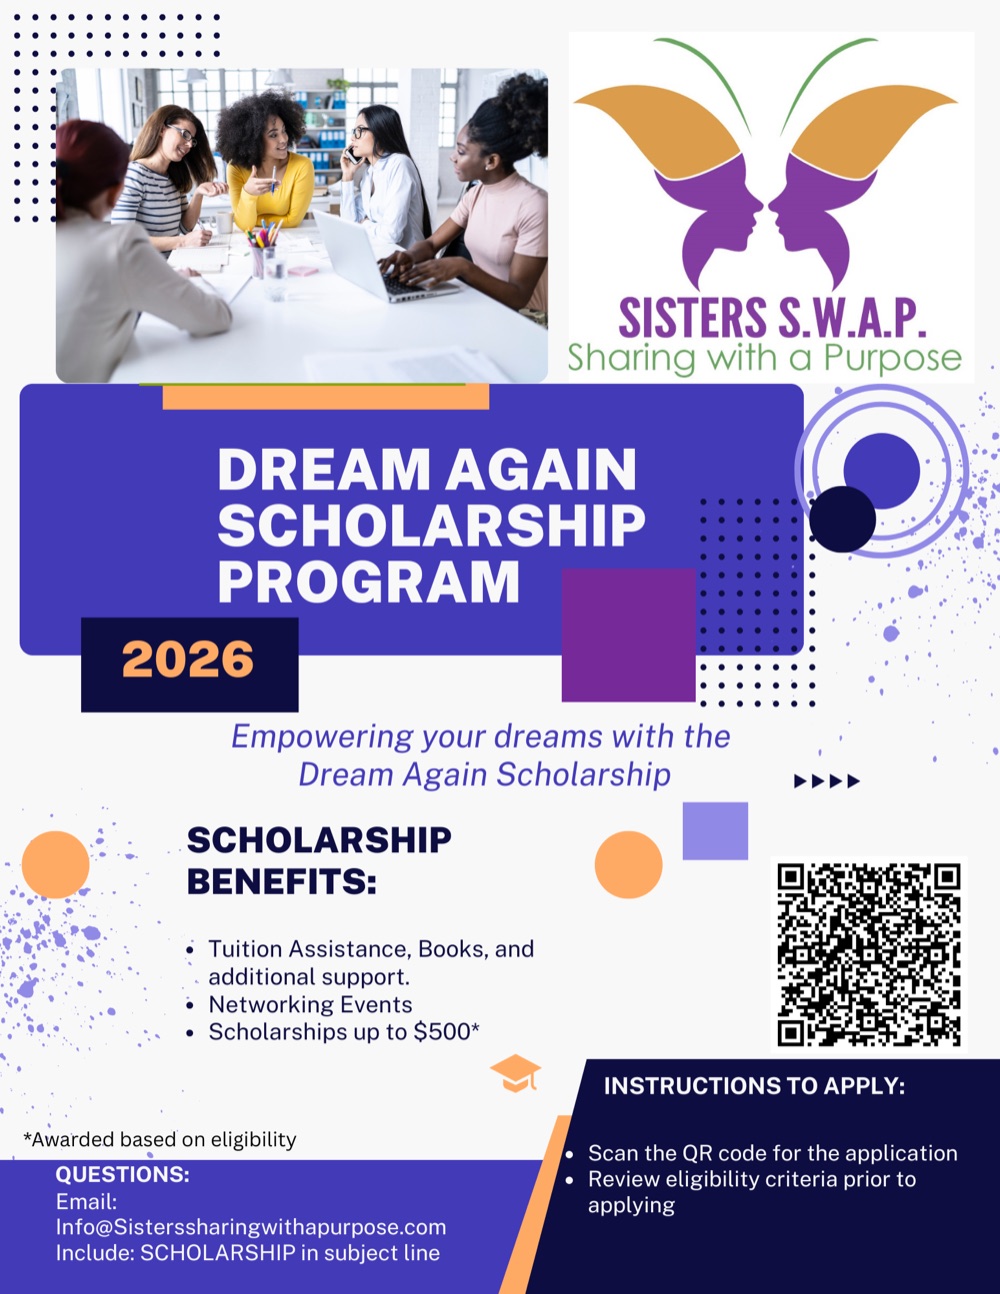 SISTERS S.W.A.P.
Sharing with a Purpose
DREAM AGAIN
SCHOLARSHIP
PROGRAM
2026
Empowering your dreams with the
Dream Again Scholarship
SCHOLARSHIP
BENEFITS:
• Tuition Assistance, Books, and
additional support.
• Networking Events
• Scholarships up to $500*
*Awarded based on eligibility
QUESTIONS:
Email:
Info@Sisterssharingwithapurpose.com
Include: SCHOLARSHIP in subject line
INSTRUCTIONS TO APPLY:
• Scan the QR code for the application
• Review eligibility criteria prior to
applying